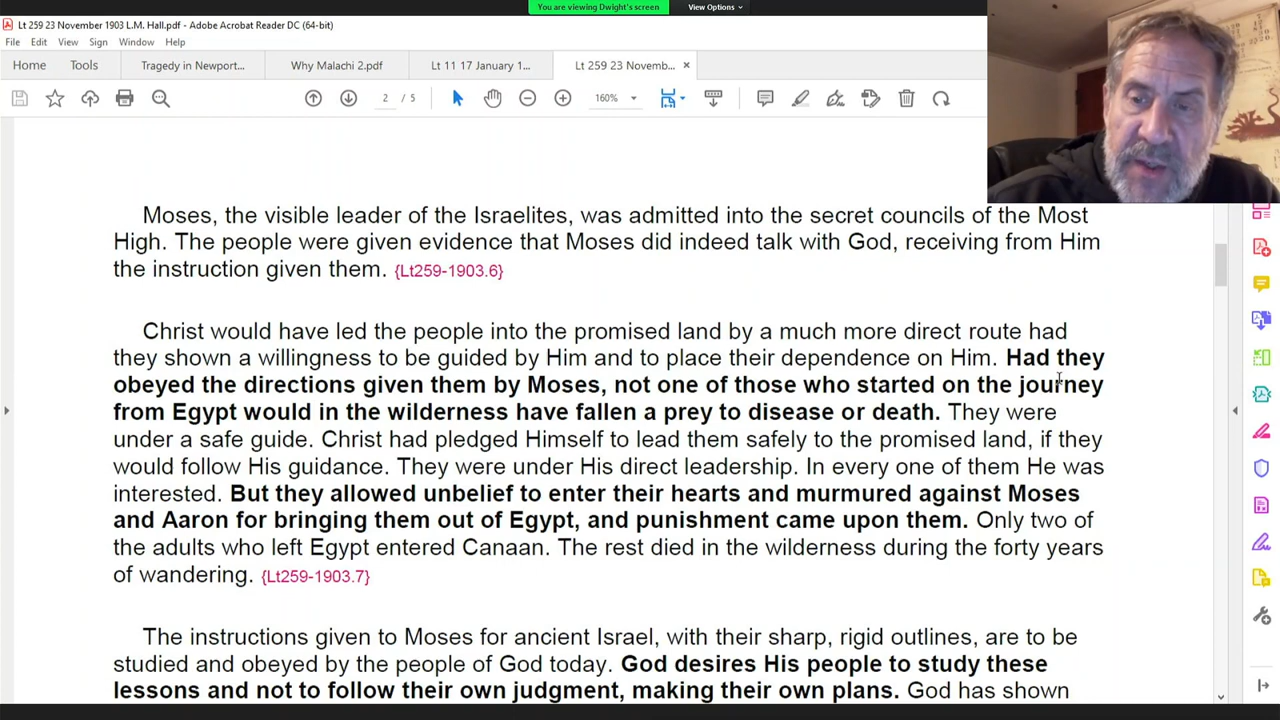 You are viewing Dwight's screen
View Options
Lt 259 23 November 1903 L.M. Hall.pdf - Adobe Acrobat Reader DC (64-bit)
File Edit View Sign Window Help
Home Tools Tragedy in Newport... Why Malachi 2.pdf Lt 11 17 January 1... Lt 259 23 Novemb... ×
2 / 5 160%
Moses, the visible leader of the Israelites, was admitted into the secret councils of the Most
High. The people were given evidence that Moses did indeed talk with God, receiving from Him
the instruction given them. {Lt259-1903.6}
Christ would have led the people into the promised land by a much more direct route had
they shown a willingness to be guided by Him and to place their dependence on Him. Had they
obeyed the directions given them by Moses, not one of those who started on the journey
from Egypt would in the wilderness have fallen a prey to disease or death. They were
under a safe guide. Christ had pledged Himself to lead them safely to the promised land, if they
would follow His guidance. They were under His direct leadership. In every one of them He was
interested. But they allowed unbelief to enter their hearts and murmured against Moses
and Aaron for bringing them out of Egypt, and punishment came upon them. Only two of
the adults who left Egypt entered Canaan. The rest died in the wilderness during the forty years
of wandering. {Lt259-1903.7}
The instructions given to Moses for ancient Israel, with their sharp, rigid outlines, are to be
studied and obeyed by the people of God today. God desires His people to study these
lessons and not to follow their own judgment, making their own plans. God has shown